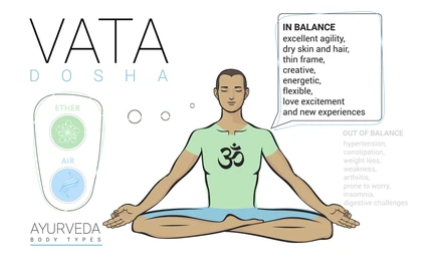 VATA
DOSHA
ETHER
AIR
AYURVEDA
BODY TYPES
ॐ
IN BALANCE
excellent agility,
dry skin and hair,
thin frame,
creative,
energetic,
flexible,
love excitement
and new experiences
OUT OF BALANCE
hypertension,
constipation,
weight loss,
weakness,
arthritis,
prone to worry,
insomnia,
digestive challenges